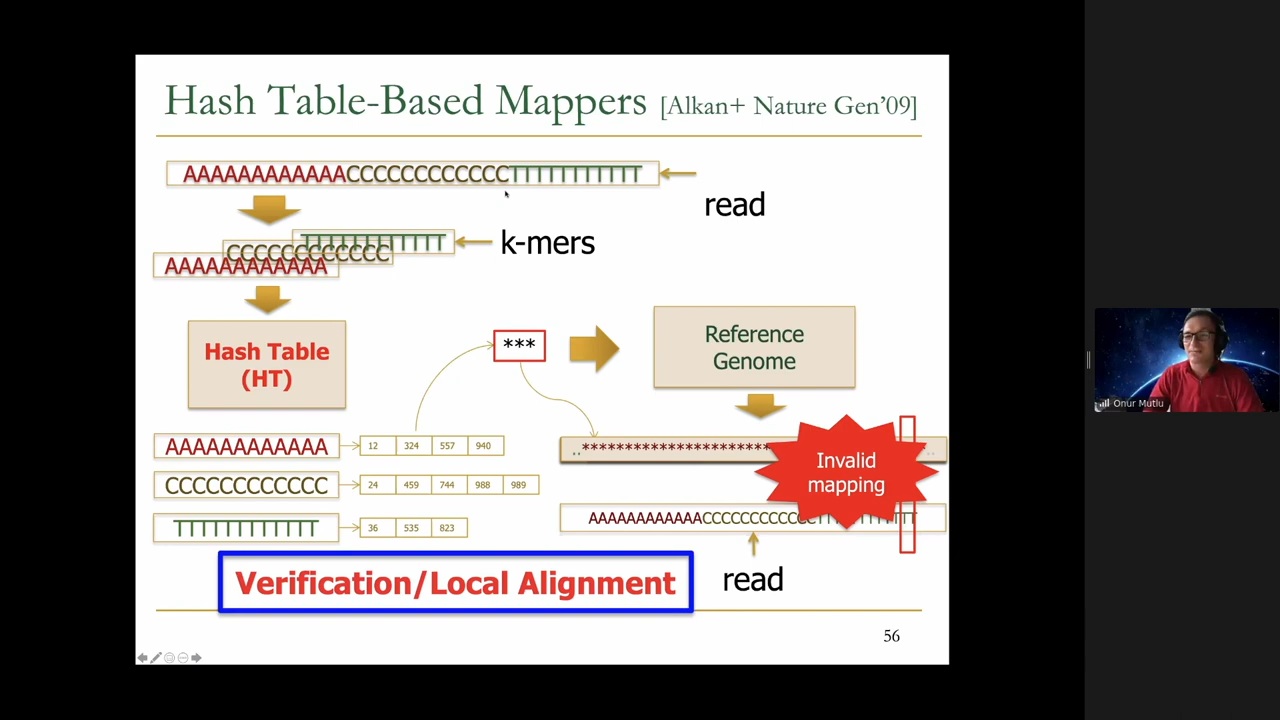 Hash Table-Based Mappers [Alkan+ Nature Gen’09]
AAAAAAAAAAAACCCCCCCCCCCCTTTTTTTTTTTT
read
TTTTTTTTTTTT
k-mers
CCCCCCCCCCCC
AAAAAAAAAAAA
Hash Table
(HT)
***
Reference
Genome
AAAAAAAAAAAA
12 324 557 940
CCCCCCCCCCCC
24 459 744 988 989
TTTTTTTTTTTT
36 535 823
..**********************
..
Invalid
mapping
AAAAAAAAAAAACCCCCCCCCCCCTTTTTTTTTTTT
read
Verification/Local Alignment
56
Onur Mutlu